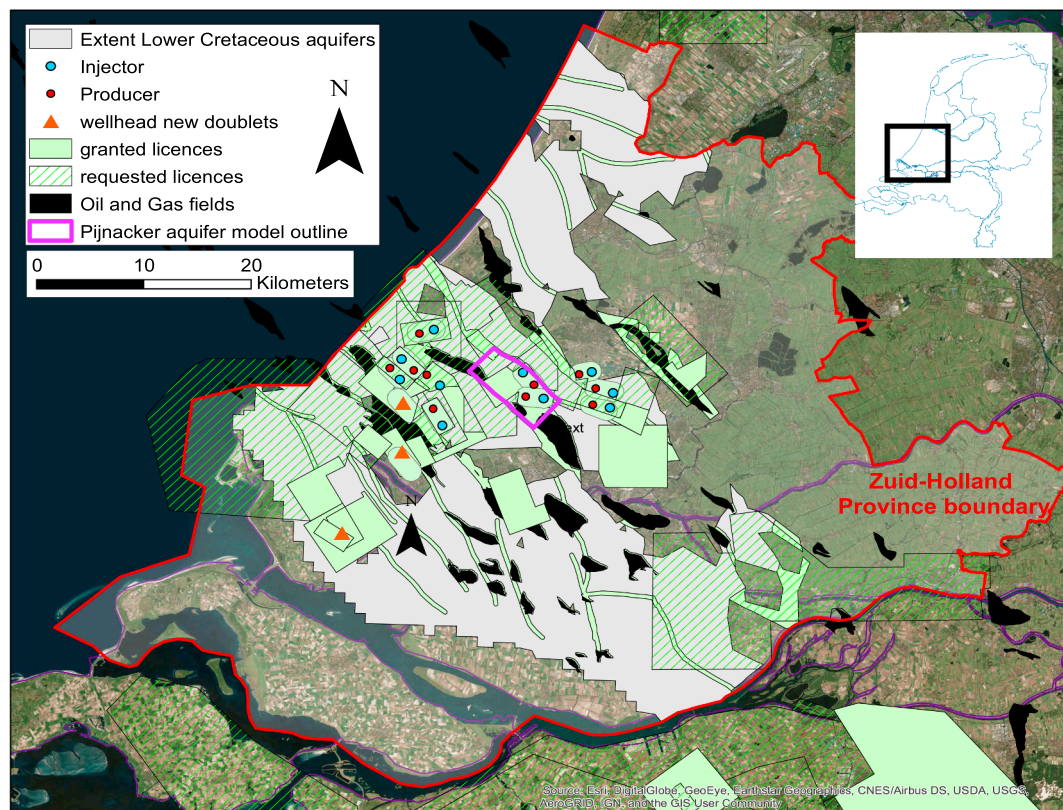 Extent Lower Cretaceous aquifers
Injector
Producer
wellhead new doublets
granted licences
requested licences
Oil and Gas fields
Pijnacker aquifer model outline
N
0 10 20
Kilometers
ext
N
Zuid-Holland
Province boundary
Source: Esri, DigitalGlobe, GeoEye, Earthstar Geographics, CNES/Airbus DS, USDA, USGS,
AeroGRID, IGN, and the GIS User Community